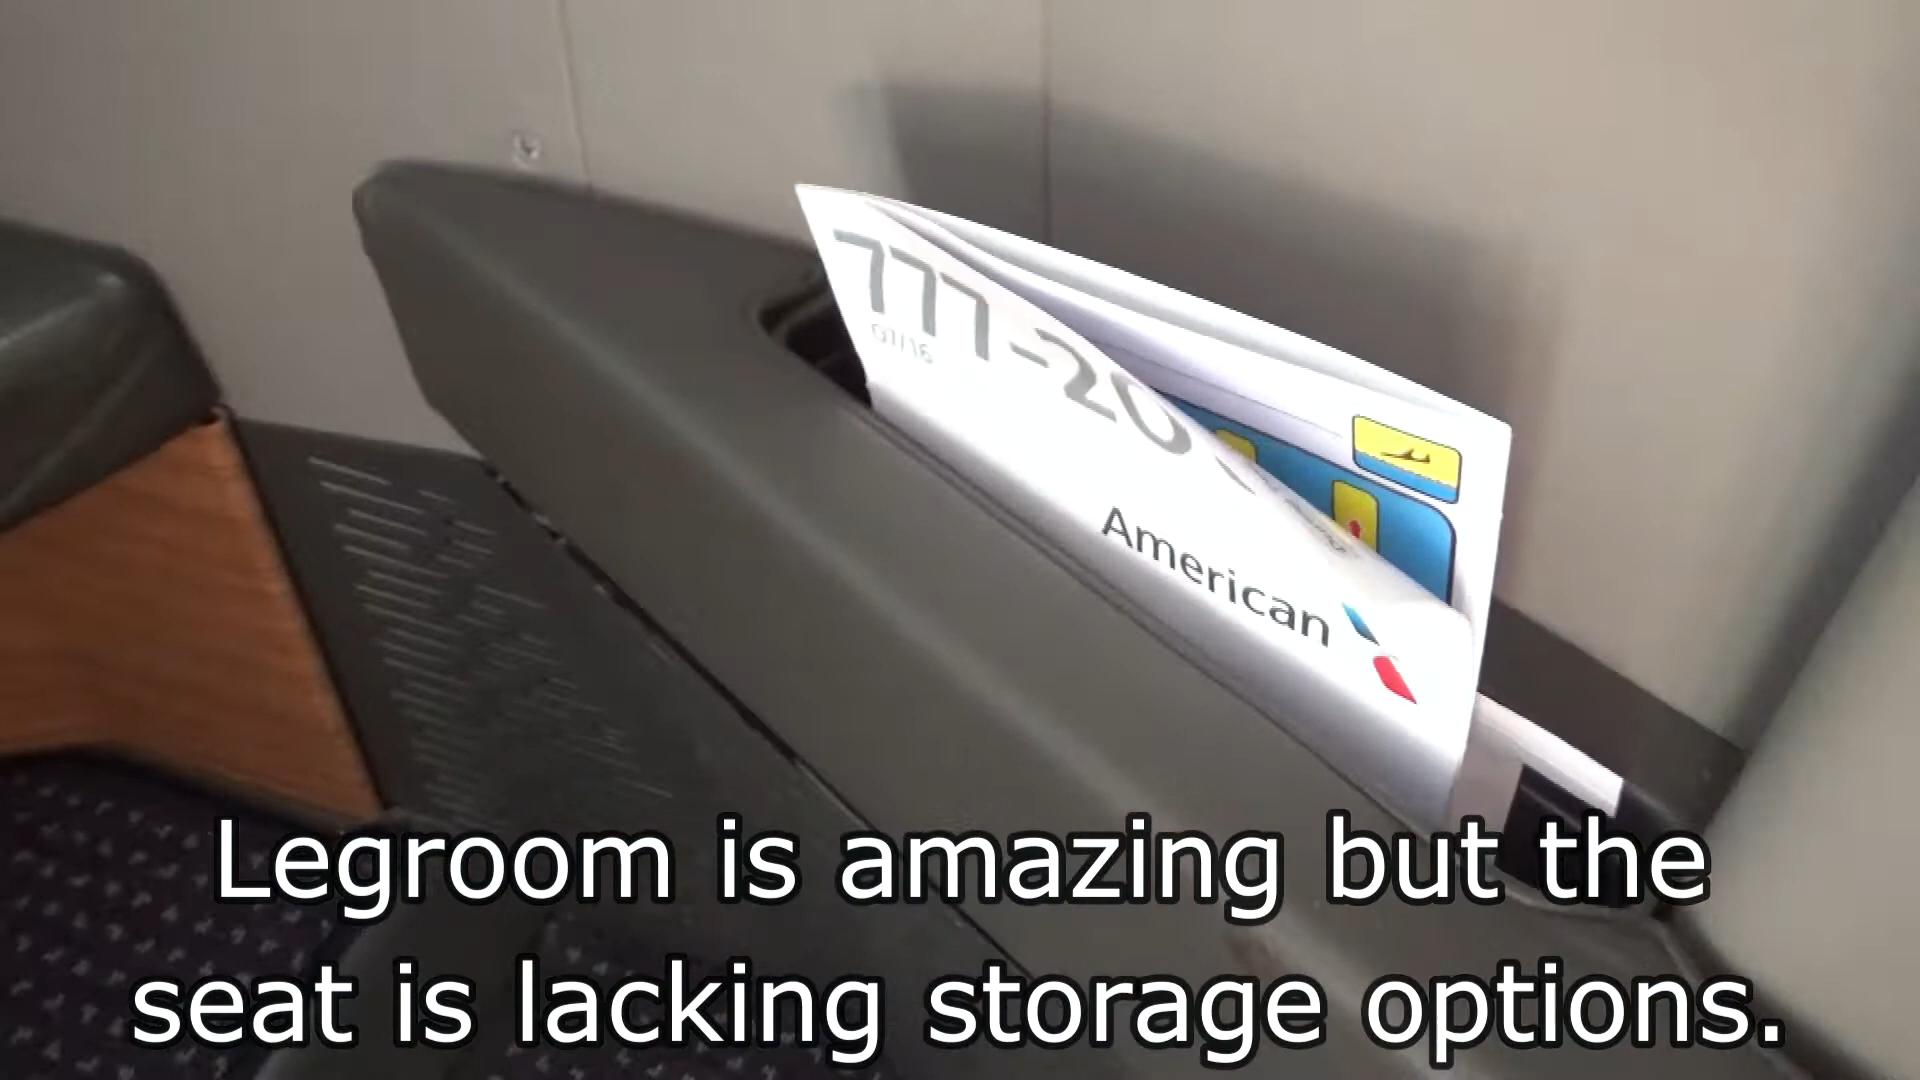 777-20
07/16
American
Legroom is amazing but the
seat is lacking storage options.